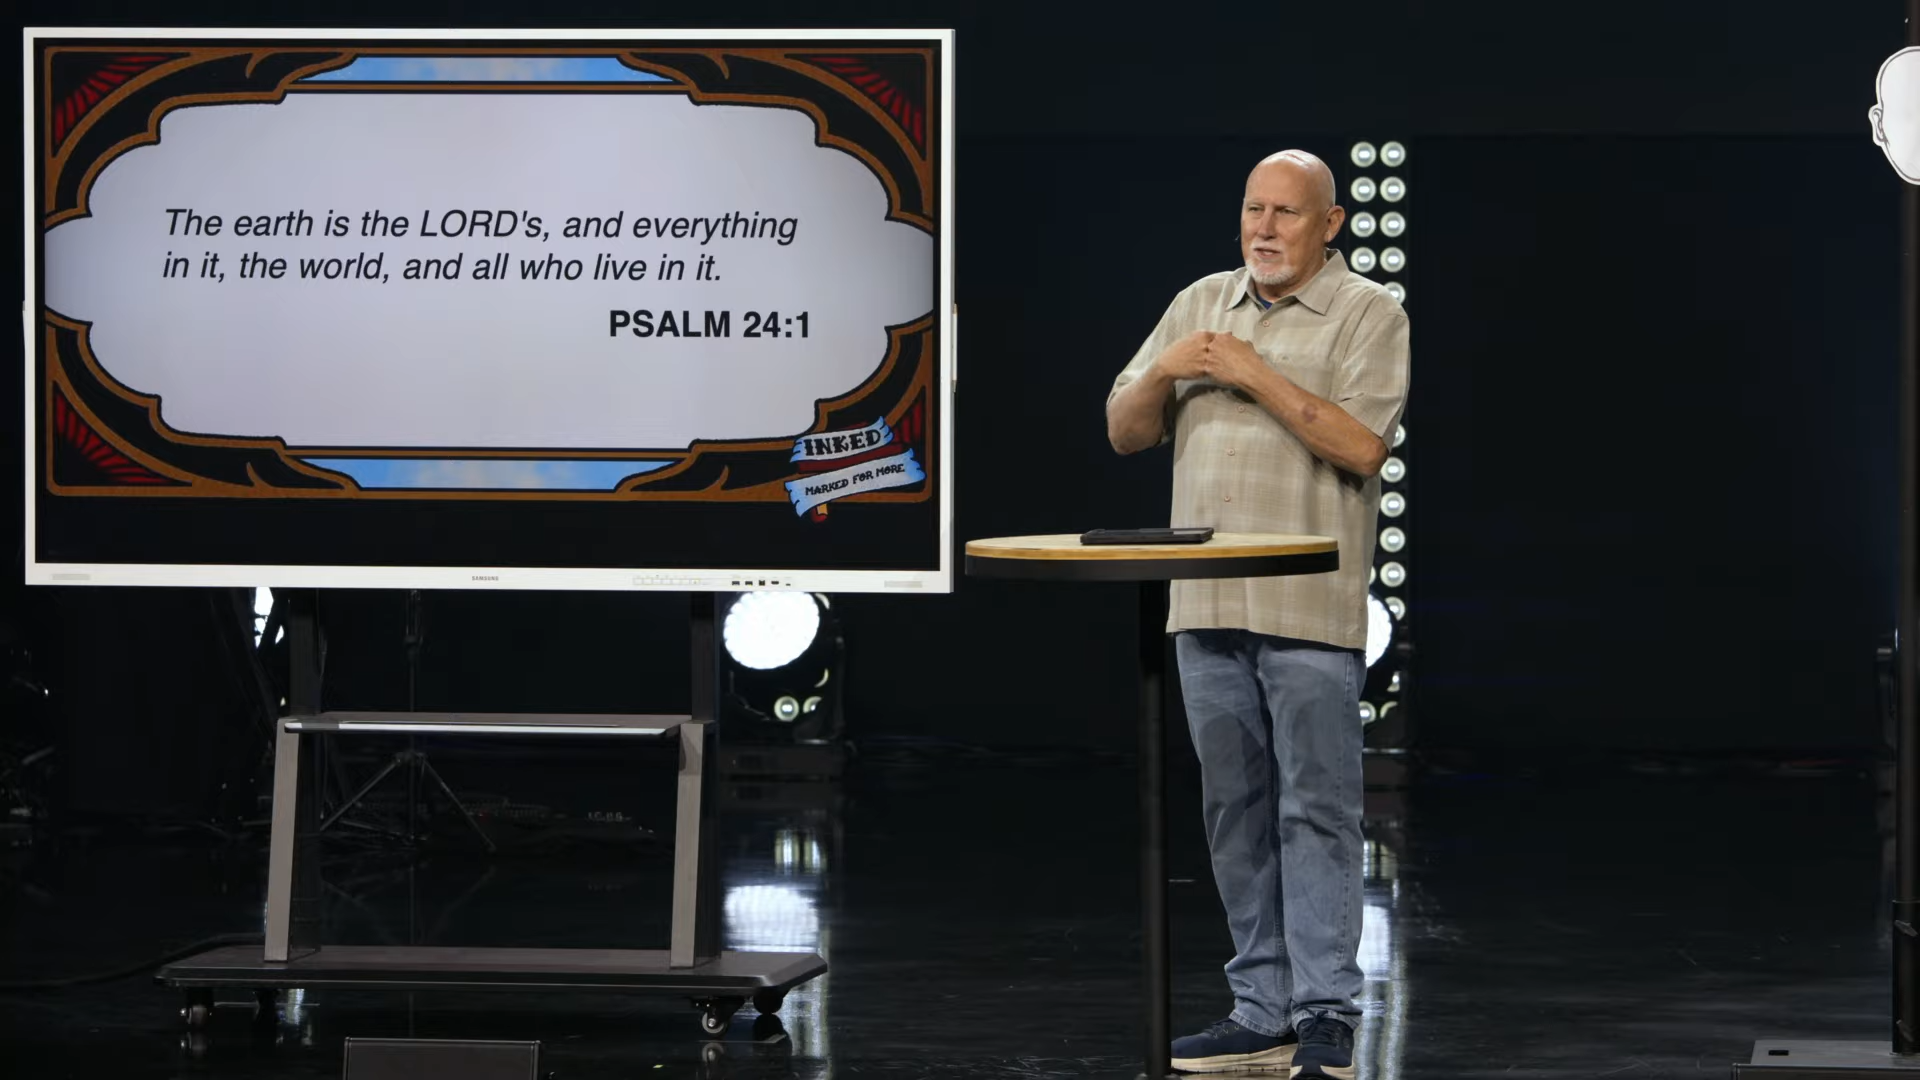 The earth is the LORD's, and everything
in it, the world, and all who live in it.
PSALM 24:1
INKED
MARKED FOR MORE
SAMSUNG